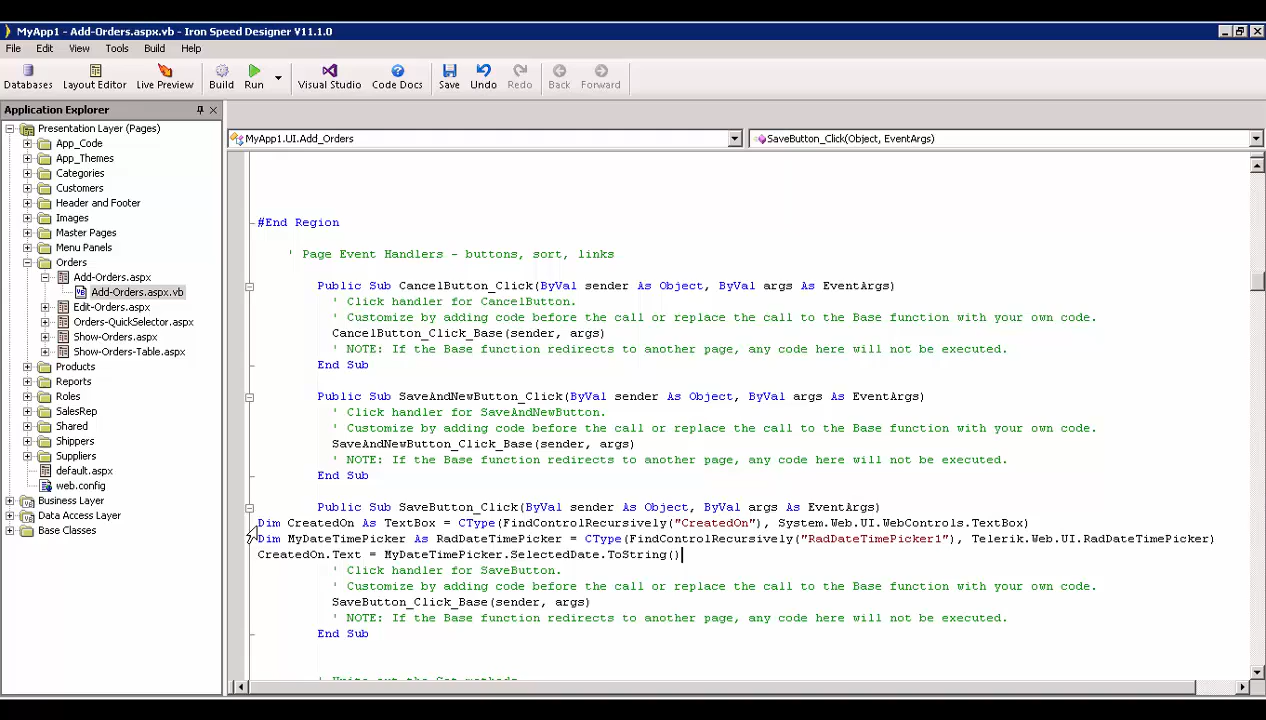 MyApp1 - Add-Orders.aspx.vb - Iron Speed Designer V11.1.0
File Edit View Tools Build Help
Databases Layout Editor Live Preview Build Run Visual Studio Code Docs Save Undo Redo Back Forward
Application Explorer
Presentation Layer (Pages)
App_Code
App_Themes
Categories
Customers
Header and Footer
Images
Master Pages
Menu Panels
Orders
Add-Orders.aspx
Add-Orders.aspx.vb
Edit-Orders.aspx
Orders-QuickSelector.aspx
Show-Orders.aspx
Show-Orders-Table.aspx
Products
Reports
Roles
SalesRep
Shared
Shippers
Suppliers
default.aspx
web.config
Business Layer
Data Access Layer
Base Classes
MyApp1.UI.Add_Orders
SaveButton_Click(Object, EventArgs)
#End Region
' Page Event Handlers - buttons, sort, links
Public Sub CancelButton_Click(ByVal sender As Object, ByVal args As EventArgs)
' Click handler for CancelButton.
' Customize by adding code before the call or replace the call to the Base function with your own code.
CancelButton_Click_Base(sender, args)
' NOTE: If the Base function redirects to another page, any code here will not be executed.
End Sub
Public Sub SaveAndNewButton_Click(ByVal sender As Object, ByVal args As EventArgs)
' Click handler for SaveAndNewButton.
' Customize by adding code before the call or replace the call to the Base function with your own code.
SaveAndNewButton_Click_Base(sender, args)
' NOTE: If the Base function redirects to another page, any code here will not be executed.
End Sub
Public Sub SaveButton_Click(ByVal sender As Object, ByVal args As EventArgs)
Dim CreatedOn As TextBox = CType(FindControlRecursively("CreatedOn"), System.Web.UI.WebControls.TextBox)
Dim MyDateTimePicker As RadDateTimePicker = CType(FindControlRecursively("RadDateTimePicker1"), Telerik.Web.UI.RadDateTimePicker)
CreatedOn.Text = MyDateTimePicker.SelectedDate.ToString()
' Click handler for SaveButton.
' Customize by adding code before the call or replace the call to the Base function with your own code.
SaveButton_Click_Base(sender, args)
' NOTE: If the Base function redirects to another page, any code here will not be executed.
End Sub